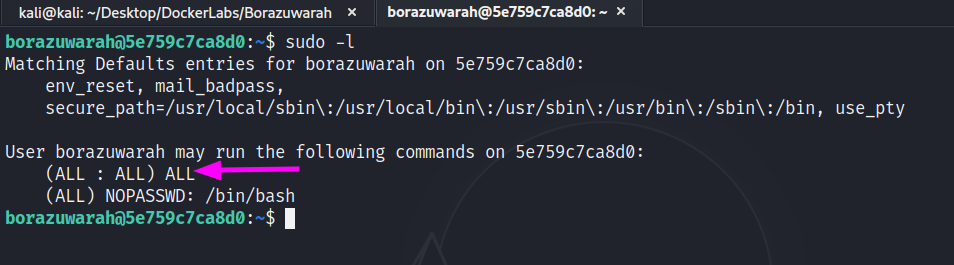 kali@kali: ~/Desktop/DockerLabs/Borazuwarah × borazuwarah@5e759c7ca8d0: ~ ×
borazuwarah@5e759c7ca8d0:~$ sudo -l
Matching Defaults entries for borazuwarah on 5e759c7ca8d0:
    env_reset, mail_badpass,
    secure_path=/usr/local/sbin\:/usr/local/bin\:/usr/sbin\:/usr/bin\:/sbin\:/bin, use_pty
User borazuwarah may run the following commands on 5e759c7ca8d0:
    (ALL : ALL) ALL
    (ALL) NOPASSWD: /bin/bash
borazuwarah@5e759c7ca8d0:~$